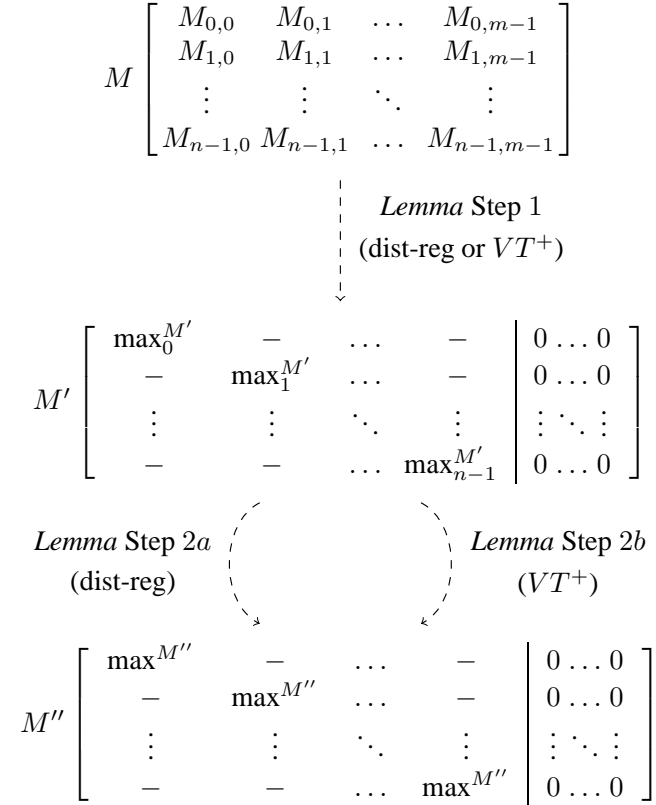 M [ M_{0,0} M_{0,1} … M_{0,m−1} ]
[ M_{1,0} M_{1,1} … M_{1,m−1} ]
[ ⋮ ⋮ ⋱ ⋮ ]
[ M_{n−1,0} M_{n−1,1} … M_{n−1,m−1} ]
Lemma Step 1
(dist-reg or VT^+)
M′ [ max_0^{M′} − … − | 0 … 0 ]
[ − max_1^{M′} … − | 0 … 0 ]
[ ⋮ ⋮ ⋱ ⋮ | ⋮ ⋱ ⋮ ]
[ − − … max_{n−1}^{M′} | 0 … 0 ]
Lemma Step 2a
(dist-reg)
Lemma Step 2b
(VT^+)
M″ [ max^{M″} − … − | 0 … 0 ]
[ − max^{M″} … − | 0 … 0 ]
[ ⋮ ⋮ ⋱ ⋮ | ⋮ ⋱ ⋮ ]
[ − − … max^{M″} | 0 … 0 ]